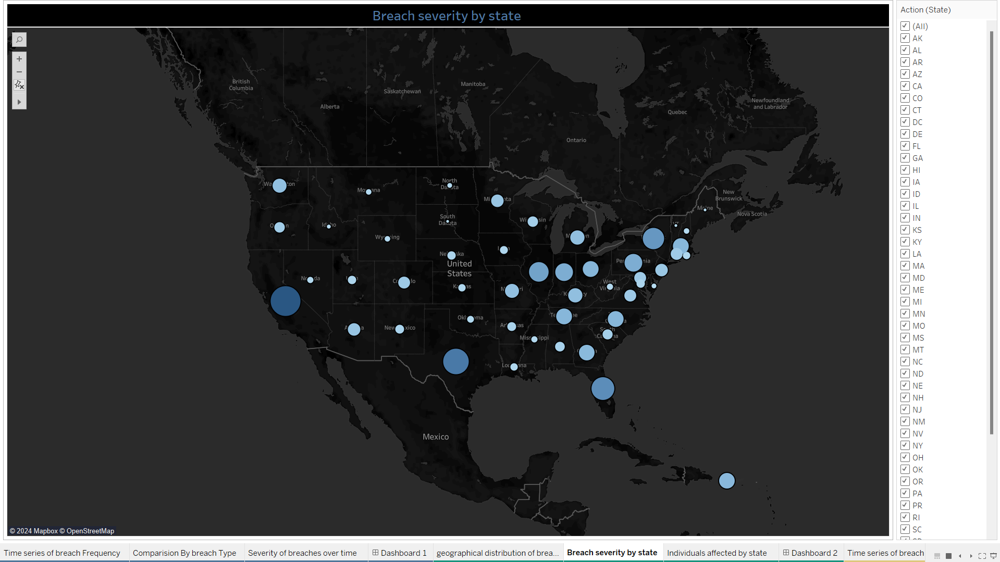 Breach severity by state
Action (State)
(All)
AK
AL
AR
AZ
CA
CO
CT
DC
DE
FL
GA
HI
IA
ID
IL
IN
KS
KY
LA
MA
MD
ME
MI
MN
MO
MS
MT
NC
ND
NE
NH
NJ
NM
NV
NY
OH
OK
OR
PA
PR
RI
SC
British
Columbia
Alberta
Saskatchewan
Manitoba
Ontario
Quebec
Newfoundland
and Labrador
New
Brunswick
Nova Scotia
Maine
VT
North
Dakota
South
Dakota
United
States
West
Mexico
© 2024 Mapbox © OpenStreetMap
Time series of breach Frequency
Comparision By breach Type
Severity of breaches over time
Dashboard 1
geographical distribution of brea...
Breach severity by state
Individuals affected by state
Dashboard 2
Time series of breach